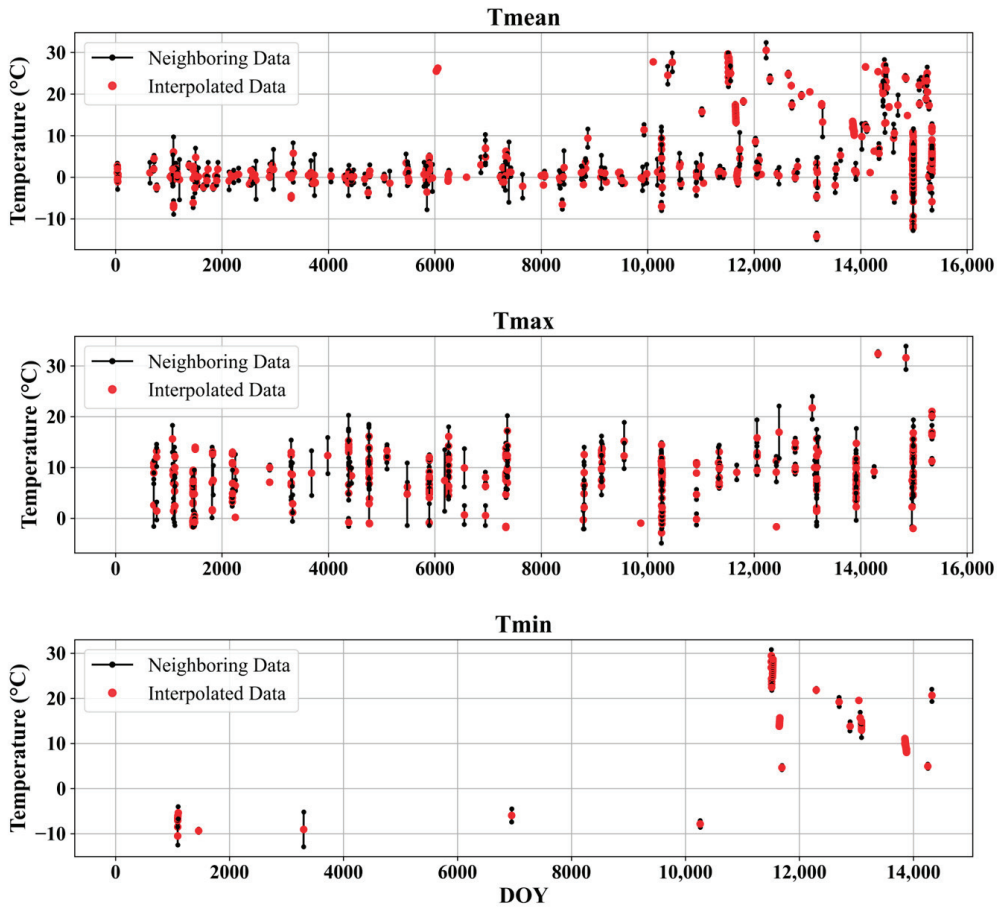 Tmean
Temperature (°C)
30
20
10
0
−10
Neighboring Data
Interpolated Data
0 2000 4000 6000 8000 10,000 12,000 14,000 16,000
Tmax
Temperature (°C)
30
20
10
0
Neighboring Data
Interpolated Data
0 2000 4000 6000 8000 10,000 12,000 14,000 16,000
Tmin
Temperature (°C)
30
20
10
0
−10
Neighboring Data
Interpolated Data
0 2000 4000 6000 8000 10,000 12,000 14,000
DOY